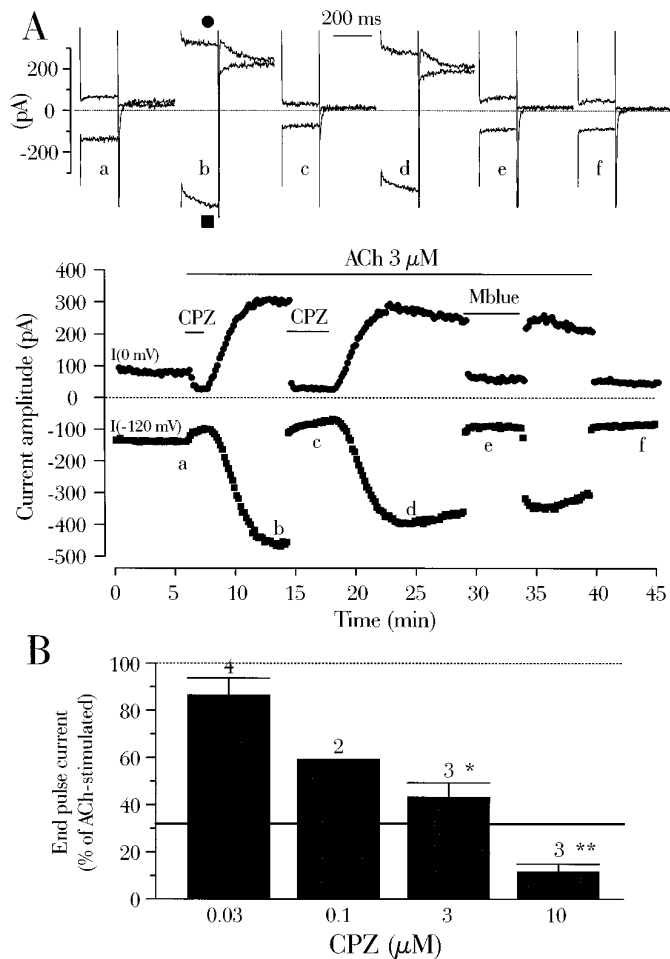 A
200 ms
(pA)
200
0
-200
a
b
c
d
e
f
ACh 3 μM
CPZ
CPZ
Mblue
I(0 mV)
I(-120 mV)
Current amplitude (pA)
400
300
200
100
0
-100
-200
-300
-400
-500
a
b
c
d
e
f
0 5 10 15 20 25 30 35 40 45
Time (min)
B
End pulse current
(% of ACh-stimulated)
100
80
60
40
20
0
4
2
3 *
3 **
0.03 0.1 3 10
CPZ (μM)